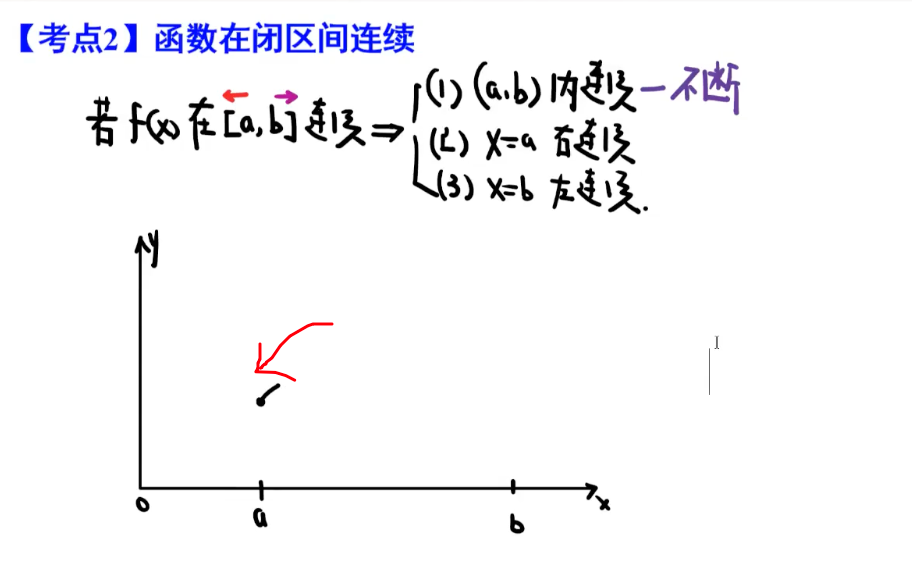 【考点2】函数在闭区间连续
(1) (a,b) 内连续 — 不断
若 f(x) 在 [a,b] 连续 ⇒
(2) x=a 右连续
(3) x=b 左连续.
y
0
a
b
x